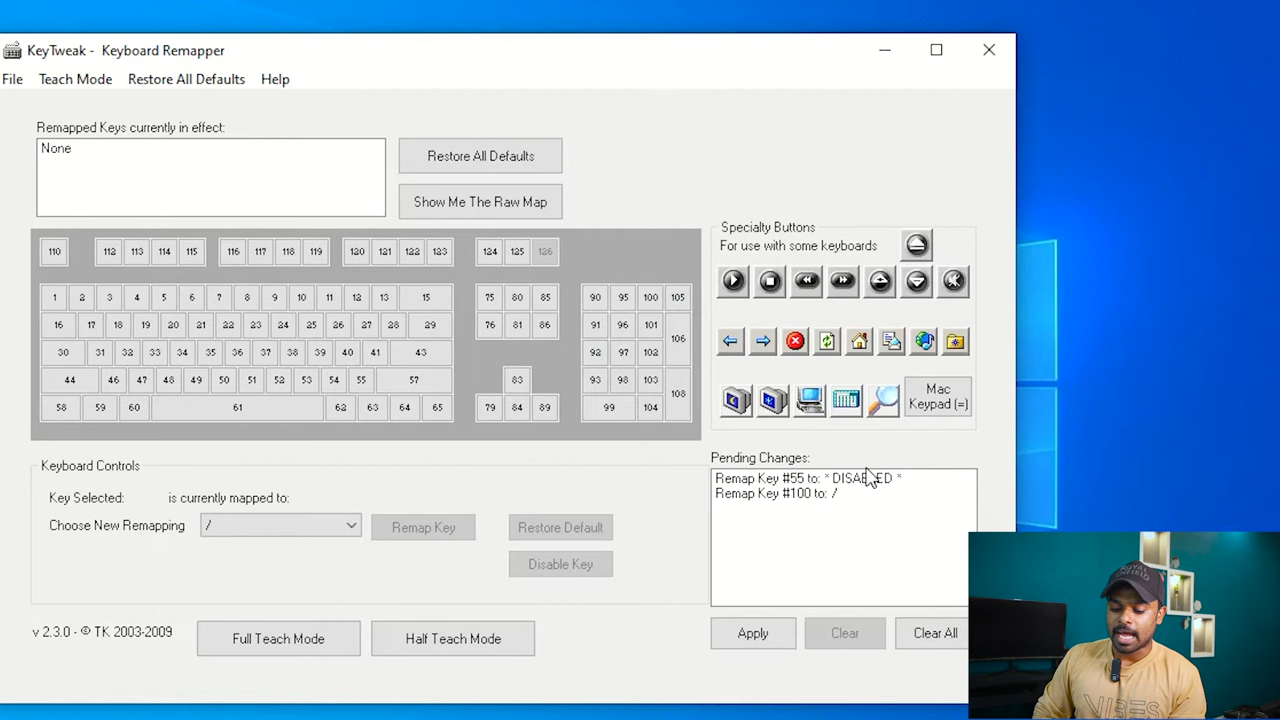 KeyTweak - Keyboard Remapper
File Teach Mode Restore All Defaults Help
Remapped Keys currently in effect:
None
Restore All Defaults
Show Me The Raw Map
110 112 113 114 115 116 117 118 119 120 121 122 123 124 125 126
1 2 3 4 5 6 7 8 9 10 11 12 13 15 75 80 85 90 95 100 105
16 17 18 19 20 21 22 23 24 25 26 27 28 29 76 81 86 91 96 101
106
30 31 32 33 34 35 36 37 38 39 40 41 43 92 97 102
44 46 47 48 49 50 51 52 53 54 55 57 83 93 98 103
108
58 59 60 61 62 63 64 65 79 84 89 99 104
Specialty Buttons
For use with some keyboards
Mac
Keypad (=)
Keyboard Controls
Key Selected: is currently mapped to:
Choose New Remapping / Remap Key Restore Default
Disable Key
Pending Changes:
Remap Key #55 to: * DISABLED *
Remap Key #100 to: /
v 2.3.0 - © TK 2003-2009
Full Teach Mode Half Teach Mode
Apply Clear Clear All
ROYAL
ENFIELD
VIBES